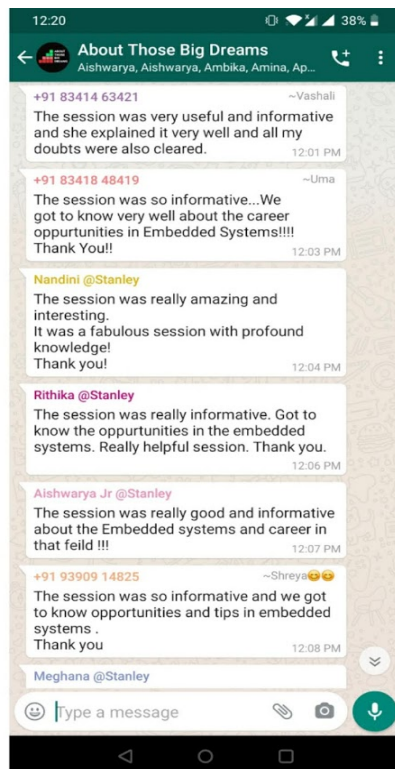 12:20
38%
About Those Big Dreams
Aishwarya, Aishwarya, Ambika, Amina, Ap...
+91 83414 63421 ~Vashali
The session was very useful and informative
and she explained it very well and all my
doubts were also cleared. 12:01 PM
+91 83418 48419 ~Uma
The session was so informative...We
got to know very well about the career
oppurtunities in Embedded Systems!!!!
Thank You!! 12:03 PM
Nandini @Stanley
The session was really amazing and
interesting.
It was a fabulous session with profound
knowledge!
Thank you! 12:04 PM
Rithika @Stanley
The session was really informative. Got to
know the oppurtunities in the embedded
systems. Really helpful session. Thank you.
12:06 PM
Aishwarya Jr @Stanley
The session was really good and informative
about the Embedded systems and career in
that feild !!! 12:07 PM
+91 93909 14825 ~Shreya😊😊
The session was so informative and we got
to know opportunities and tips in embedded
systems .
Thank you 12:08 PM
Meghana @Stanley
Type a message